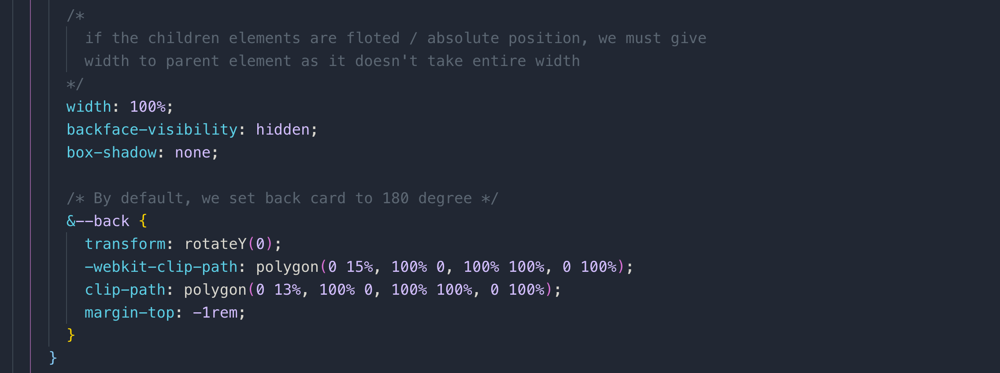 /*
if the children elements are floted / absolute position, we must give
width to parent element as it doesn't take entire width
*/
width: 100%;
backface-visibility: hidden;
box-shadow: none;
/* By default, we set back card to 180 degree */
&--back {
transform: rotateY(0);
-webkit-clip-path: polygon(0 15%, 100% 0, 100% 100%, 0 100%);
clip-path: polygon(0 13%, 100% 0, 100% 100%, 0 100%);
margin-top: -1rem;
}
}